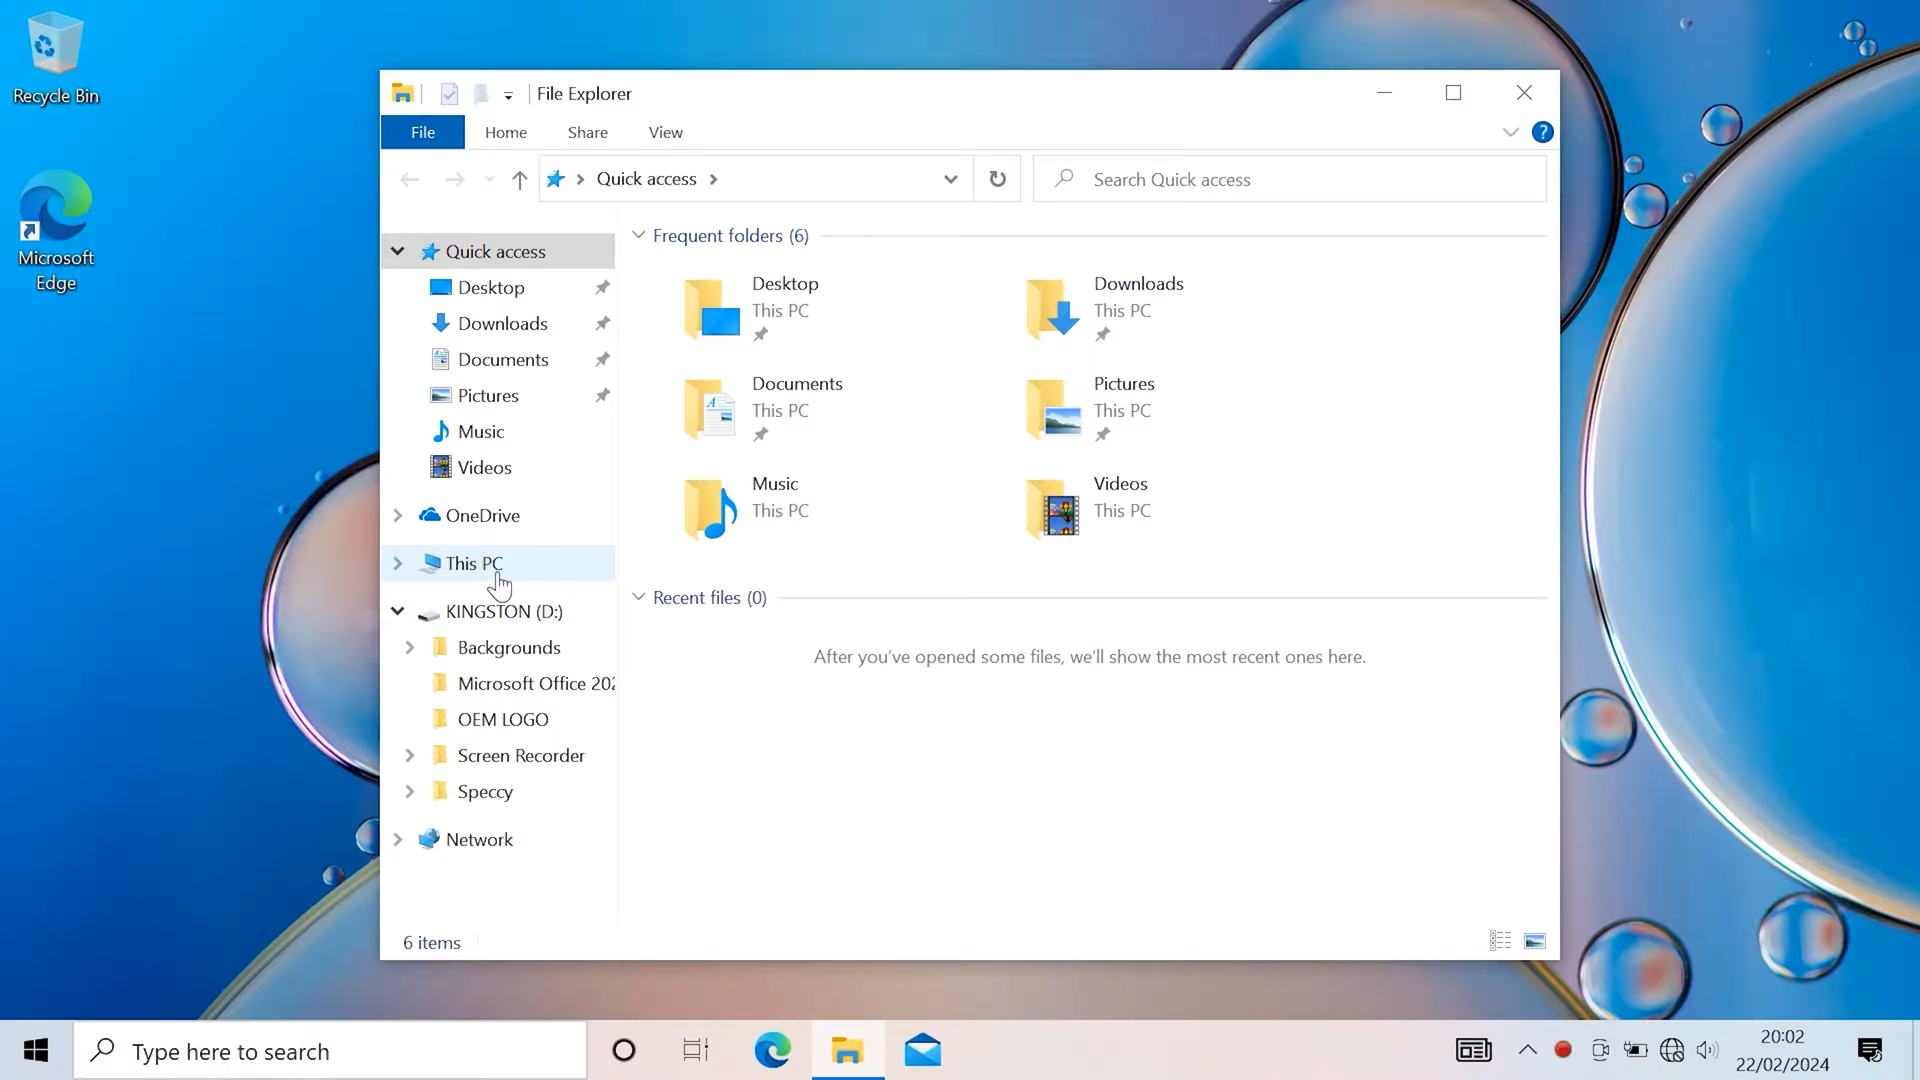 Recycle Bin
Microsoft
Edge
File Explorer
File Home Share View
?
Quick access
Search Quick access
Quick access
Desktop
Downloads
Documents
Pictures
Music
Videos
OneDrive
This PC
KINGSTON (D:)
Backgrounds
Microsoft Office 202
OEM LOGO
Screen Recorder
Speccy
Network
Frequent folders (6)
Desktop
This PC
Downloads
This PC
Documents
This PC
Pictures
This PC
Music
This PC
Videos
This PC
Recent files (0)
After you've opened some files, we'll show the most recent ones here.
6 items
Type here to search
20:02
22/02/2024